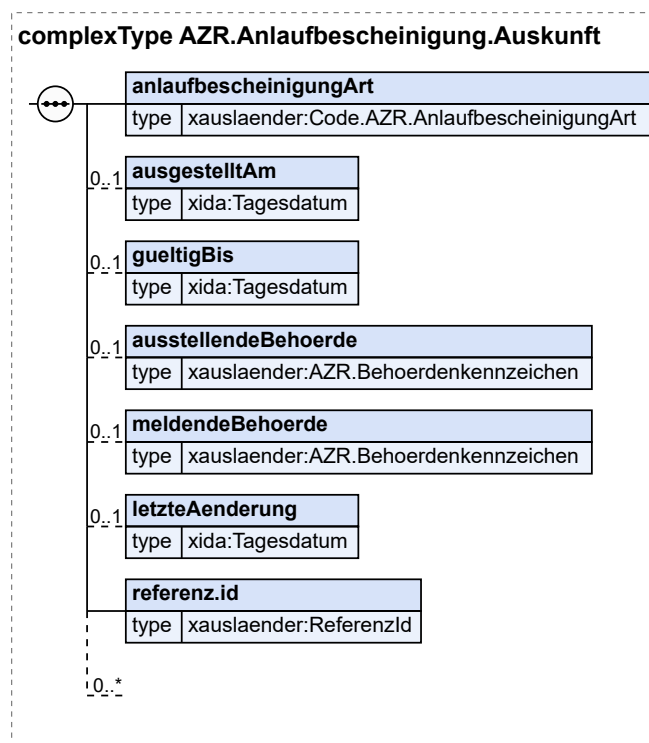 complexType AZR.Anlaufbescheinigung.Auskunft
anlaufbescheinigungArt
type xauslaender:Code.AZR.AnlaufbescheinigungArt
0..1 ausgestelltAm
type xida:Tagesdatum
0..1 gueltigBis
type xida:Tagesdatum
0..1 ausstellendeBehoerde
type xauslaender:AZR.Behoerdenkennzeichen
0..1 meldendeBehoerde
type xauslaender:AZR.Behoerdenkennzeichen
0..1 letzteAenderung
type xida:Tagesdatum
referenz.id
type xauslaender:ReferenzId
0..*